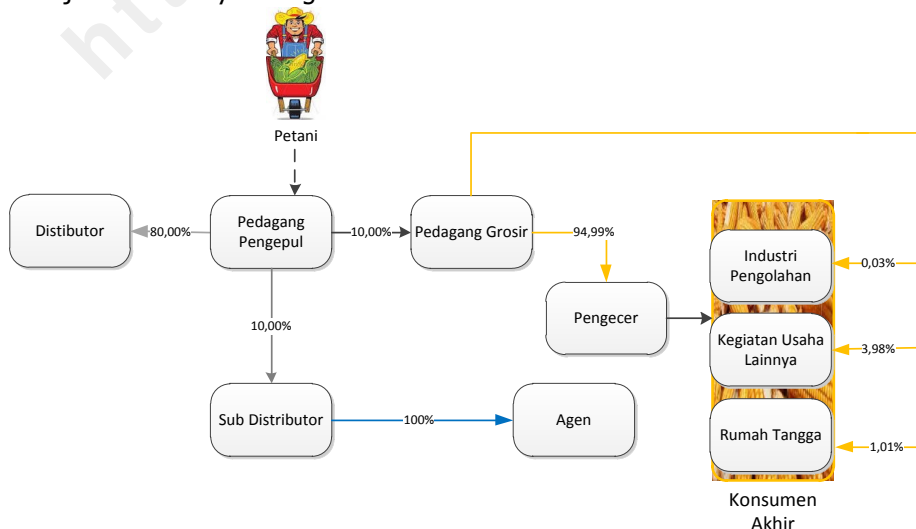 htt
Petani
Distibutor
80,00%
Pedagang
Pengepul
10,00%
Pedagang Grosir
94,99%
Industri
Pengolahan
0,03%
Pengecer
10,00%
Kegiatan Usaha
Lainnya
3,98%
Sub Distributor
100%
Agen
Rumah Tangga
1,01%
Konsumen
Akhir